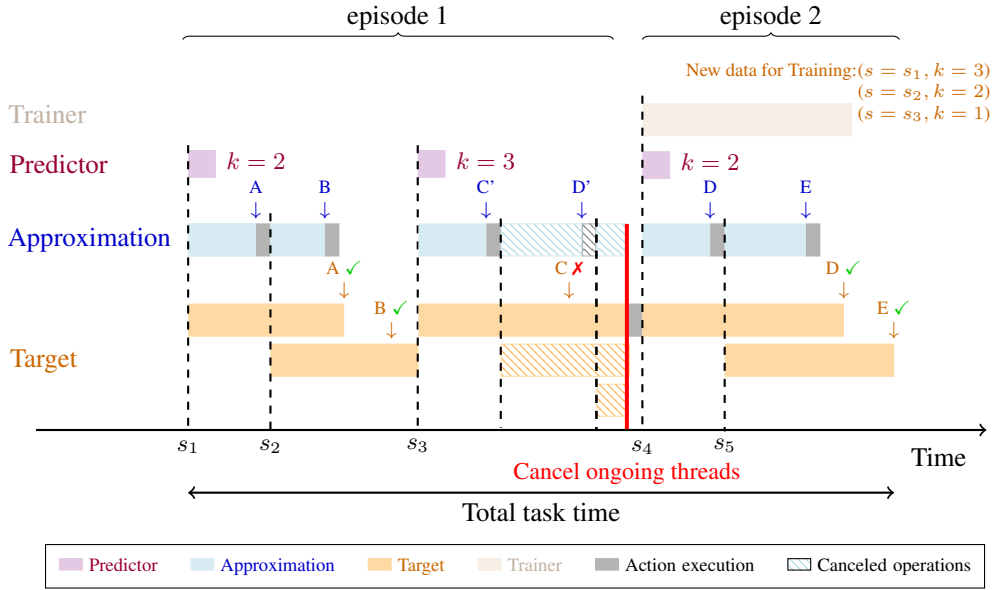 episode 1
episode 2
New data for Training:(s = s₁, k = 3)
(s = s₂, k = 2)
(s = s₃, k = 1)
Trainer
Predictor
k = 2
k = 3
k = 2
A
B
C'
D'
D
E
Approximation
A ✓
C ✗
D ✓
B ✓
E ✓
Target
s₁
s₂
s₃
s₄
s₅
Time
Cancel ongoing threads
Total task time
Predictor
Approximation
Target
Trainer
Action execution
Canceled operations